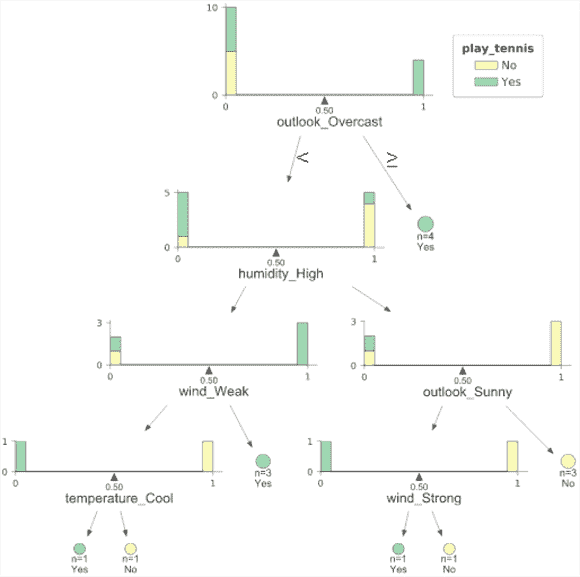 10
5
0
0
0.50
1
outlook_Overcast
play_tennis
No
Yes
<
≥
5
0
0
0.50
1
humidity_High
n=4
Yes
3
0
0
0.50
1
wind_Weak
3
0
0
0.50
1
outlook_Sunny
1
0
0
0.50
1
temperature_Cool
n=3
Yes
1
0
0
0.50
1
wind_Strong
n=3
No
n=1
Yes
n=1
No
n=1
Yes
n=1
No